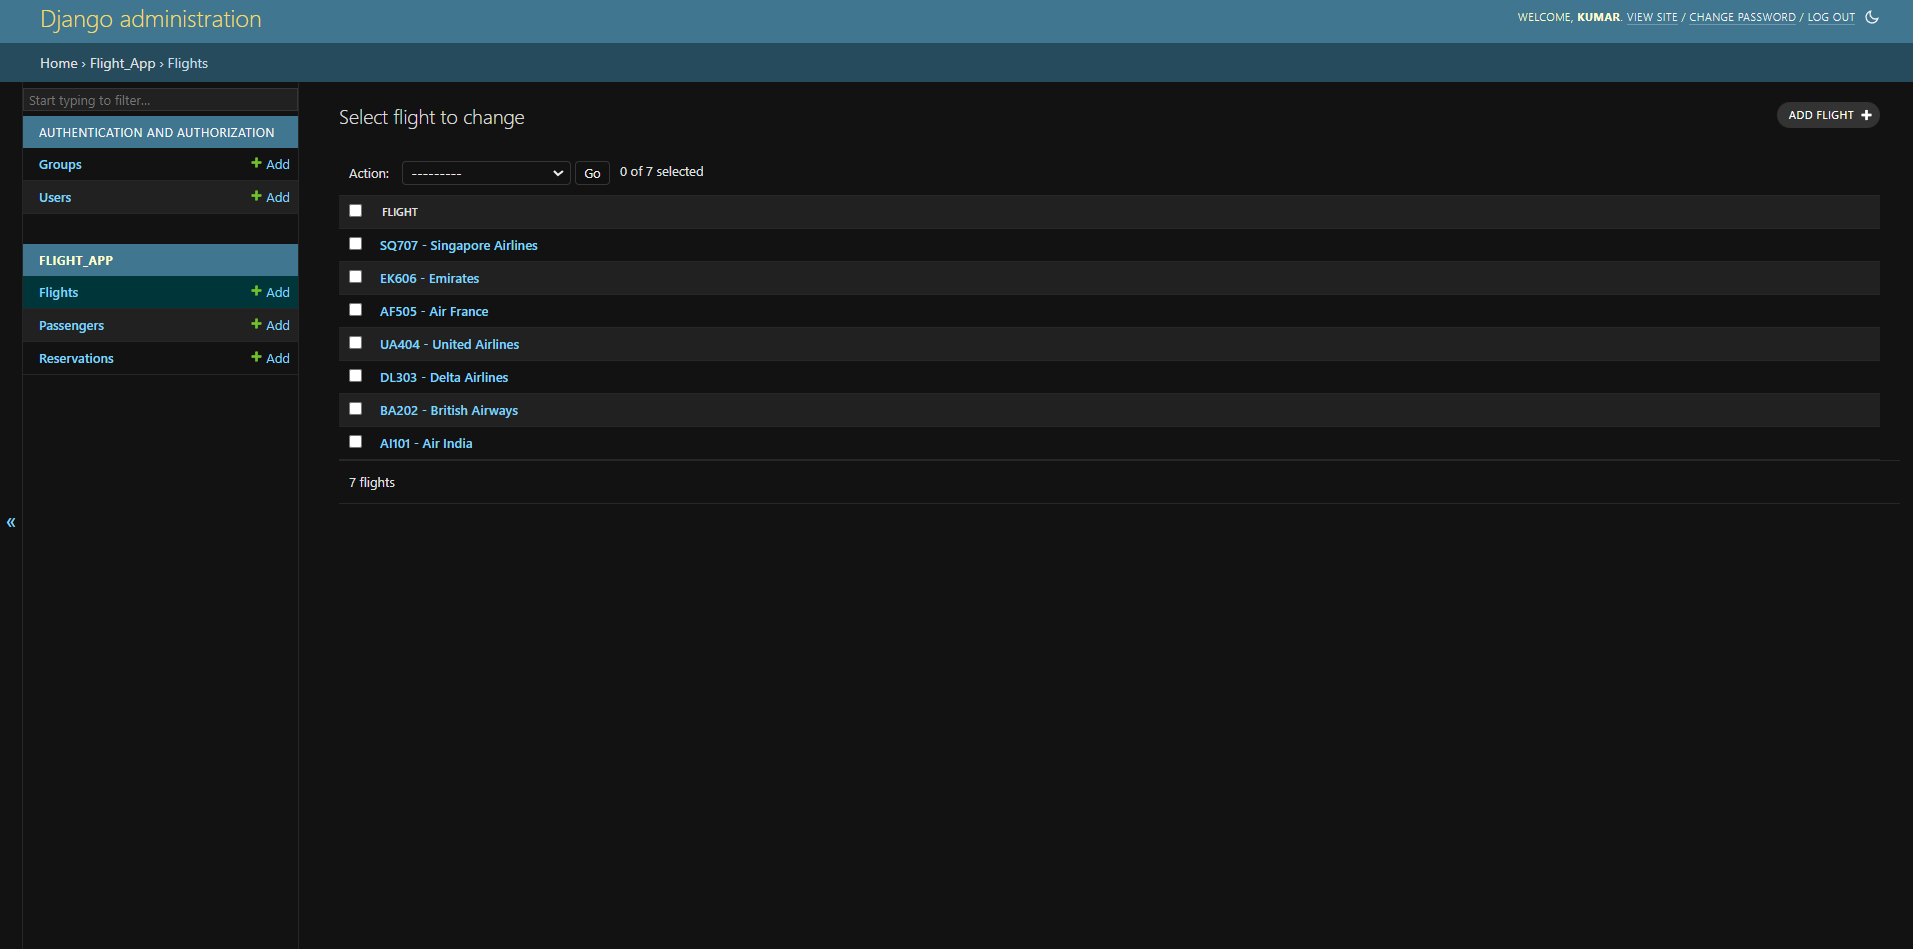 Django administration
WELCOME, KUMAR. VIEW SITE / CHANGE PASSWORD / LOG OUT
Home › Flight_App › Flights
Start typing to filter...
AUTHENTICATION AND AUTHORIZATION
Groups + Add
Users + Add
FLIGHT_APP
Flights + Add
Passengers + Add
Reservations + Add
«
Select flight to change
ADD FLIGHT +
Action: --------- Go 0 of 7 selected
FLIGHT
SQ707 - Singapore Airlines
EK606 - Emirates
AF505 - Air France
UA404 - United Airlines
DL303 - Delta Airlines
BA202 - British Airways
AI101 - Air India
7 flights